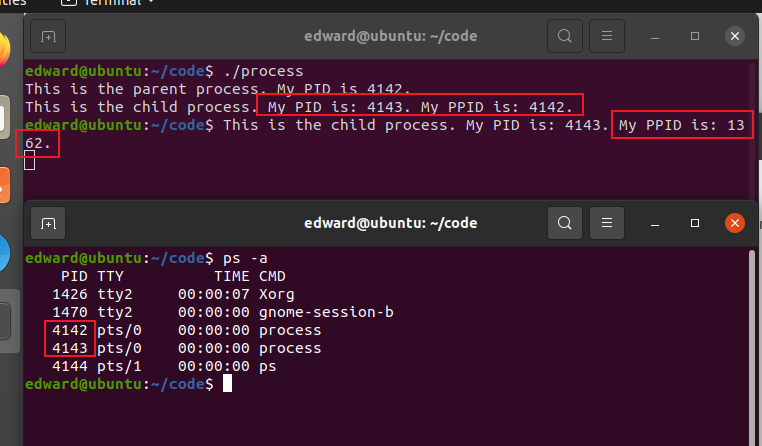 Terminal
edward@ubuntu: ~/code
edward@ubuntu:~/code$ ./process
This is the parent process. My PID is 4142.
This is the child process. My PID is: 4143. My PPID is: 4142.
edward@ubuntu:~/code$ This is the child process. My PID is: 4143. My PPID is: 13
62.
edward@ubuntu: ~/code
edward@ubuntu:~/code$ ps -a
PID TTY TIME CMD
1426 tty2 00:00:07 Xorg
1470 tty2 00:00:00 gnome-session-b
4142 pts/0 00:00:00 process
4143 pts/0 00:00:00 process
4144 pts/1 00:00:00 ps
edward@ubuntu:~/code$